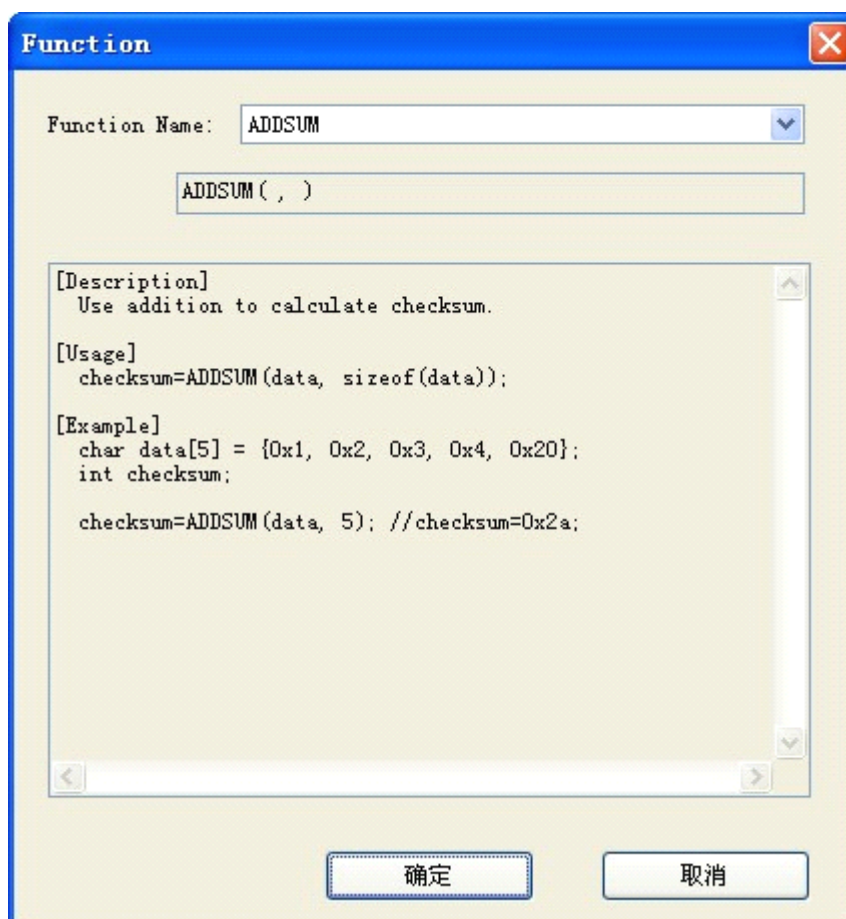 Function
Function Name: ADDSUM
ADDSUM( , )
[Description]
Use addition to calculate checksum.
[Usage]
checksum=ADDSUM(data, sizeof(data));
[Example]
char data[5] = {0x1, 0x2, 0x3, 0x4, 0x20};
int checksum;
checksum=ADDSUM(data, 5); //checksum=0x2a;
确定 取消